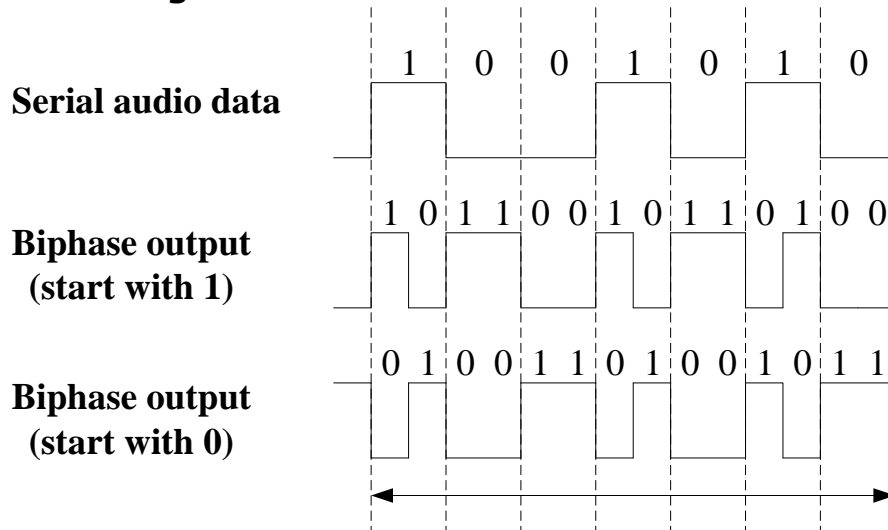 1 0 0 1 0 1 0
Serial audio data
1 0 1 1 0 0 1 0 1 1 0 1 0 0
Biphase output
(start with 1)
0 1 0 0 1 1 0 1 0 0 1 0 1 1
Biphase output
(start with 0)